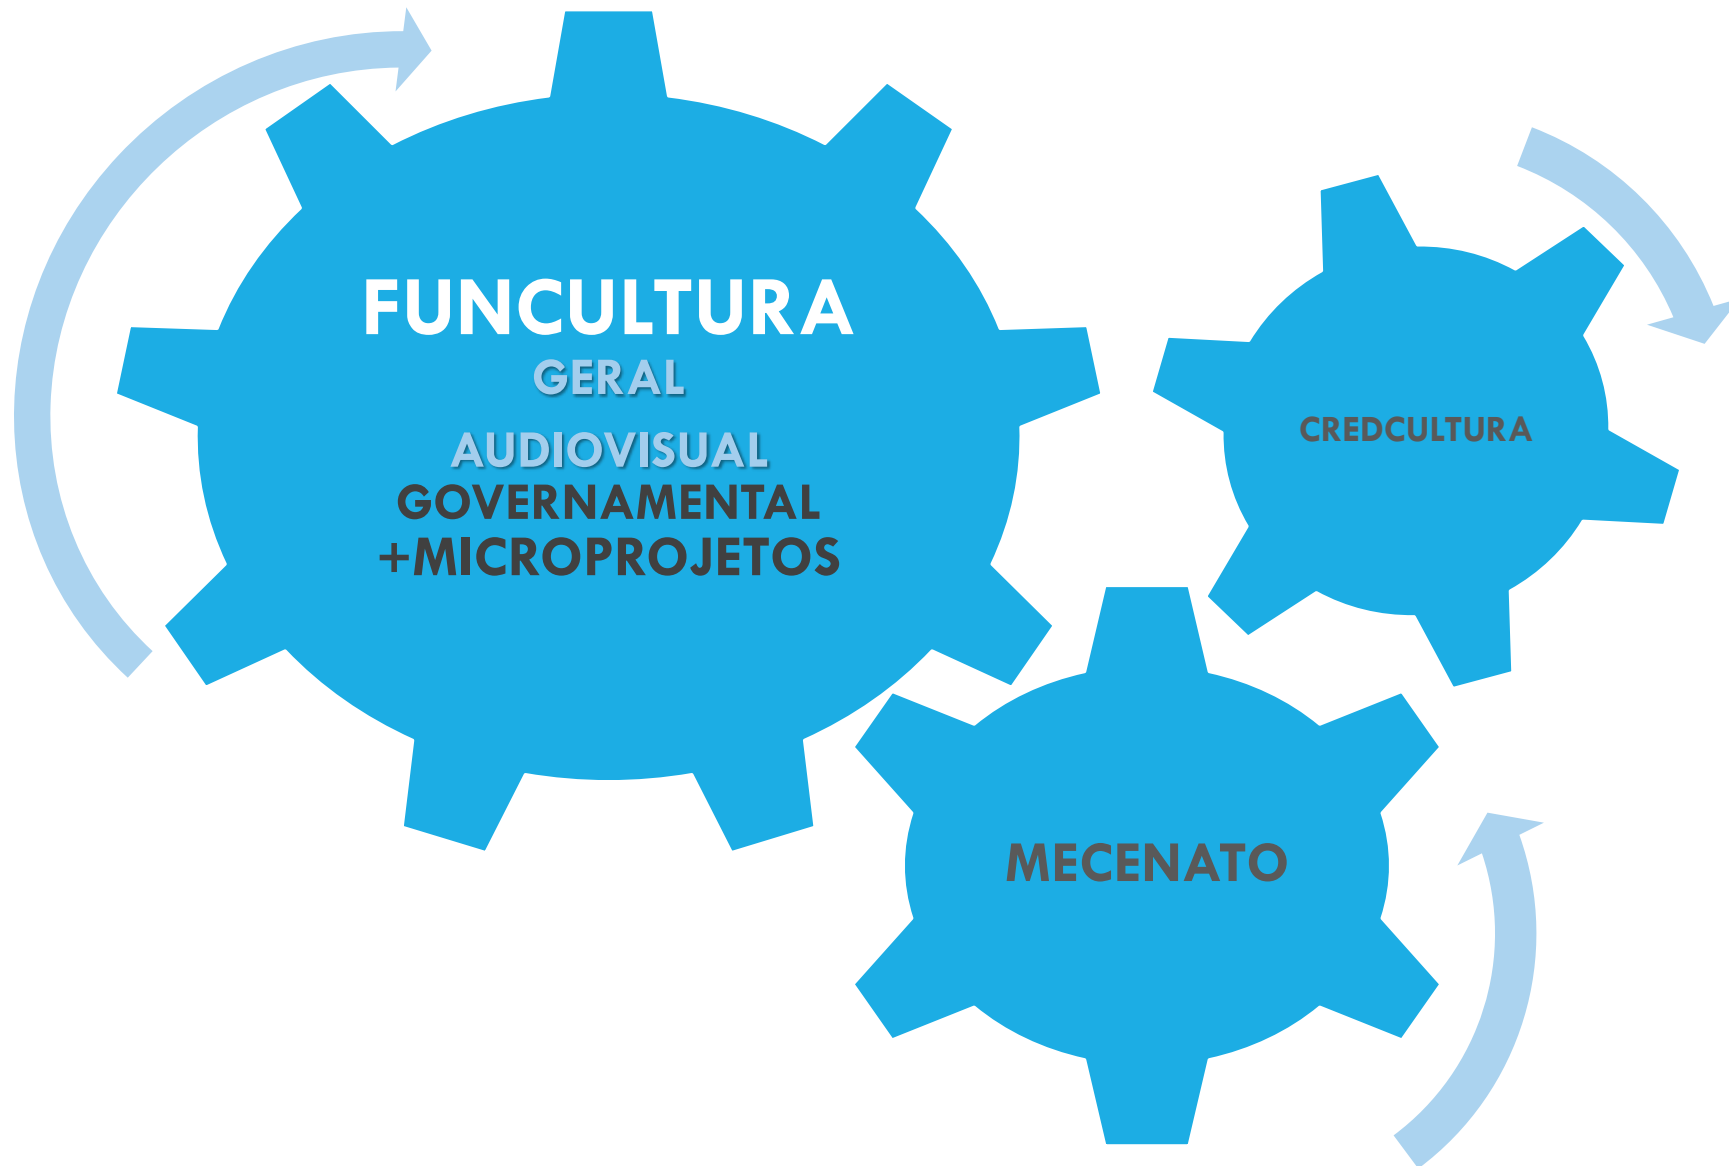 FUNCULTURA
GERAL
AUDIOVISUAL
GOVERNAMENTAL
+MICROPROJETOS
CREDCULTURA
MECENATO